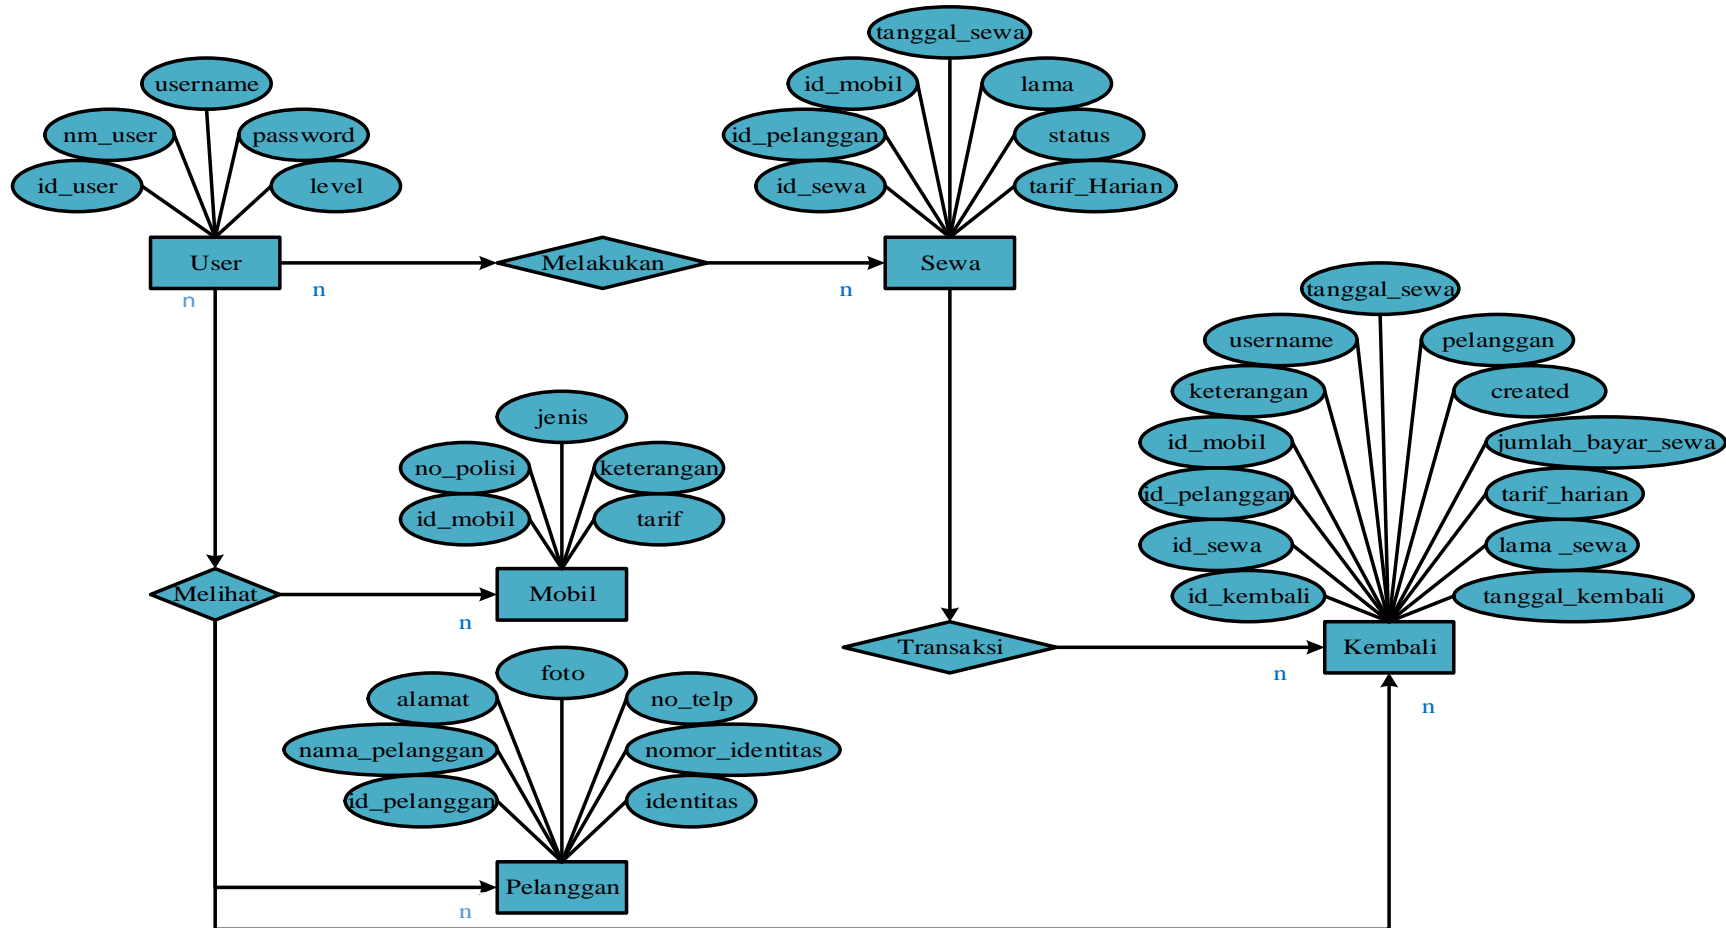 tanggal_sewa
username
id_mobil
lama
nm_user
password
id_pelanggan
status
id_user
level
id_sewa
tarif_Harian
User
Melakukan
Sewa
n
n
n
tanggal_sewa
username
pelanggan
keterangan
created
jenis
id_mobil
jumlah_bayar_sewa
no_polisi
keterangan
id_pelanggan
tarif_harian
id_mobil
tarif
id_sewa
lama _sewa
Melihat
Mobil
id_kembali
tanggal_kembali
n
Transaksi
Kembali
n
n
foto
alamat
no_telp
nama_pelanggan
nomor_identitas
id_pelanggan
identitas
Pelanggan
n